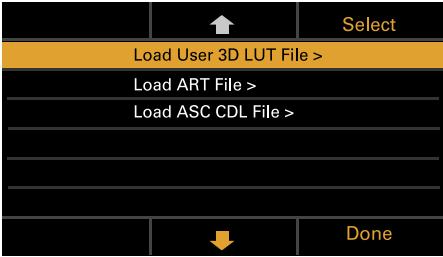 Select
Load User 3D LUT File >
Load ART File >
Load ASC CDL File >
Done